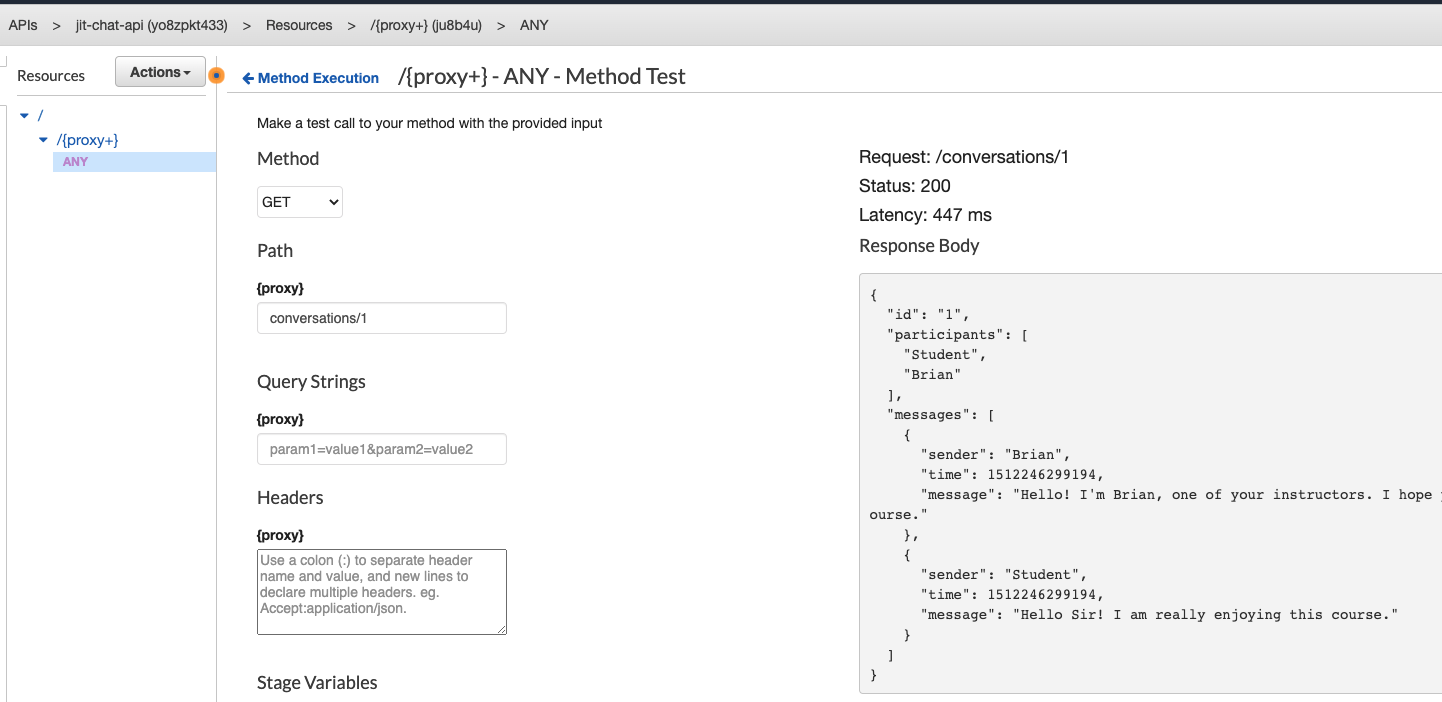 APIs > jit-chat-api (yo8zpkt433) > Resources > /{proxy+} (ju8b4u) > ANY
Resources
Actions
/
/{proxy+}
ANY
Method Execution /{proxy+} - ANY - Method Test
Make a test call to your method with the provided input
Method
GET
Path
{proxy}
conversations/1
Query Strings
{proxy}
param1=value1&param2=value2
Headers
{proxy}
Use a colon (:) to separate header
name and value, and new lines to
declare multiple headers. eg.
Accept:application/json.
Stage Variables
Request: /conversations/1
Status: 200
Latency: 447 ms
Response Body
{
"id": "1",
"participants": [
"Student",
"Brian"
],
"messages": [
{
"sender": "Brian",
"time": 1512246299194,
"message": "Hello! I'm Brian, one of your instructors. I hope
ourse."
},
{
"sender": "Student",
"time": 1512246299194,
"message": "Hello Sir! I am really enjoying this course."
}
]
}